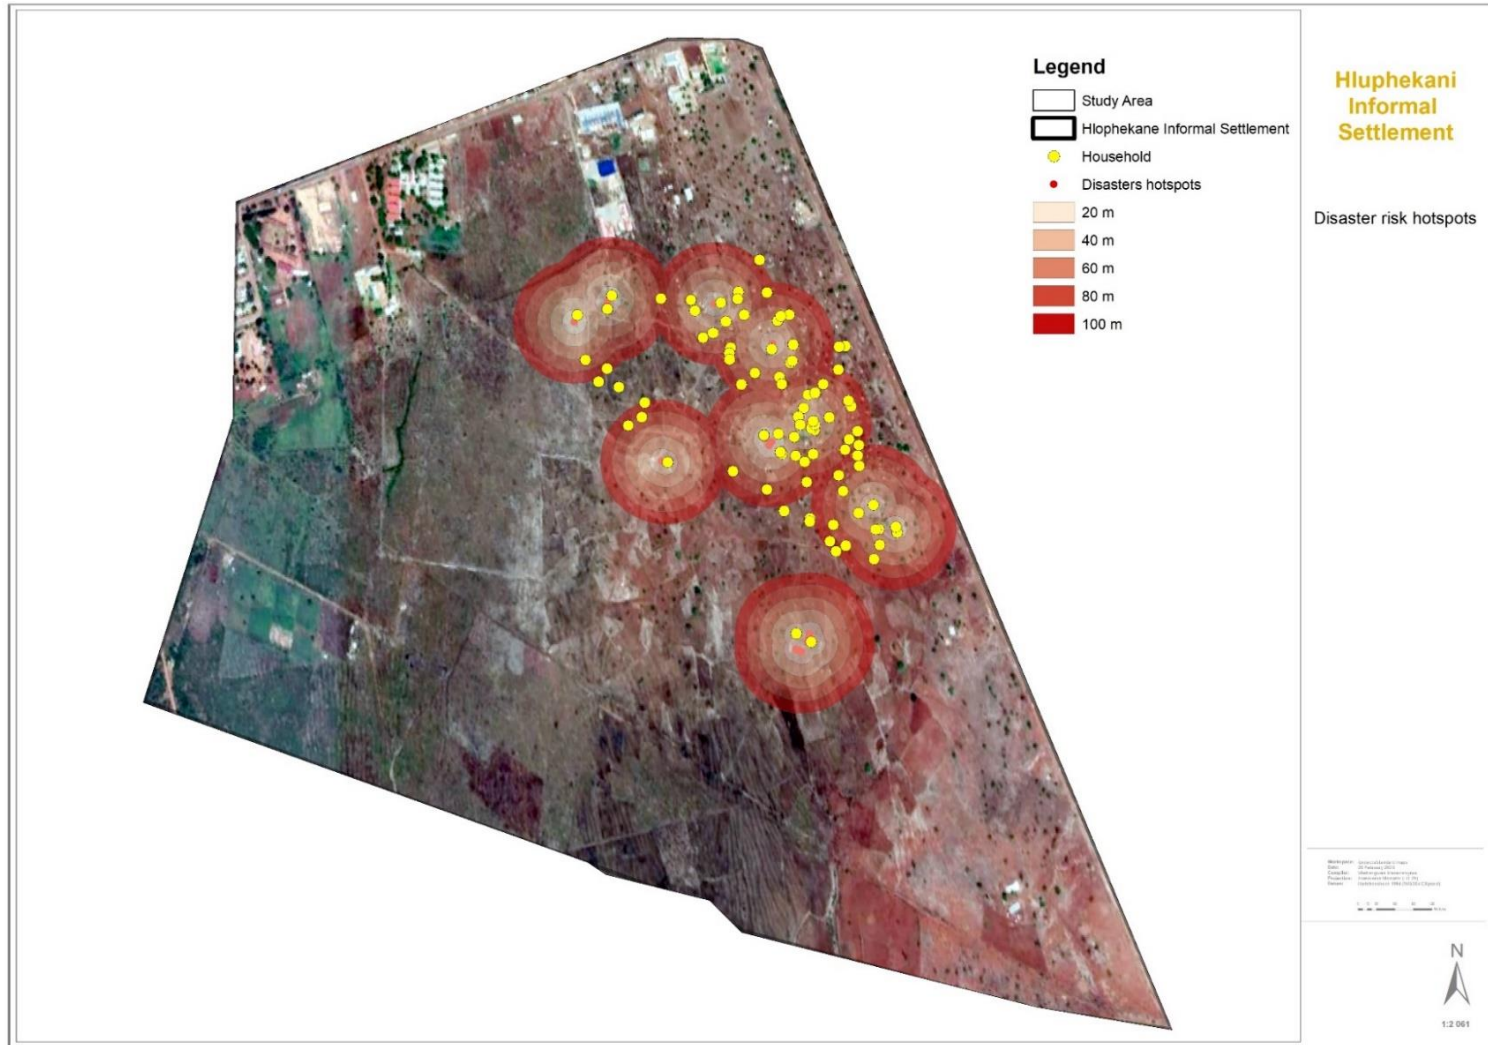 Legend
Study Area
Hlophekane Informal Settlement
Household
Disasters hotspots
20 m
40 m
60 m
80 m
100 m
Hluphekani
Informal
Settlement
Disaster risk hotspots
N
1:2 061